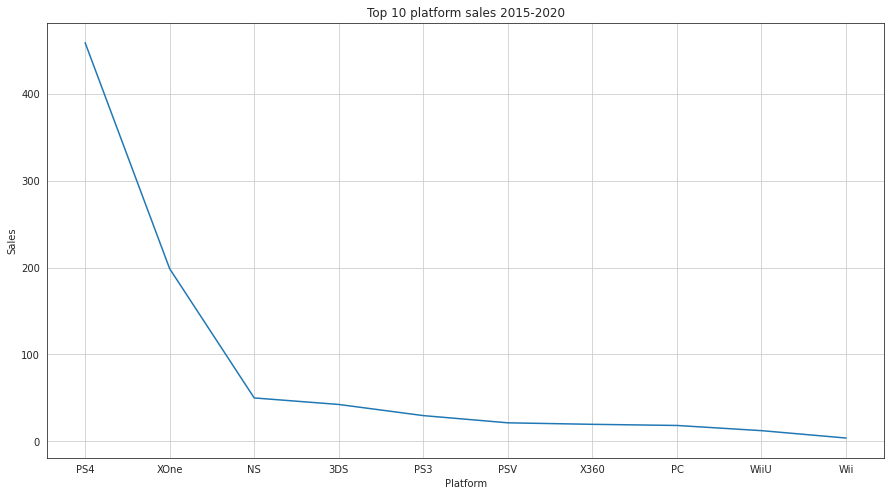 Top 10 platform sales 2015-2020
Sales
400
300
200
100
0
PS4 XOne NS 3DS PS3 PSV X360 PC WiiU Wii
Platform